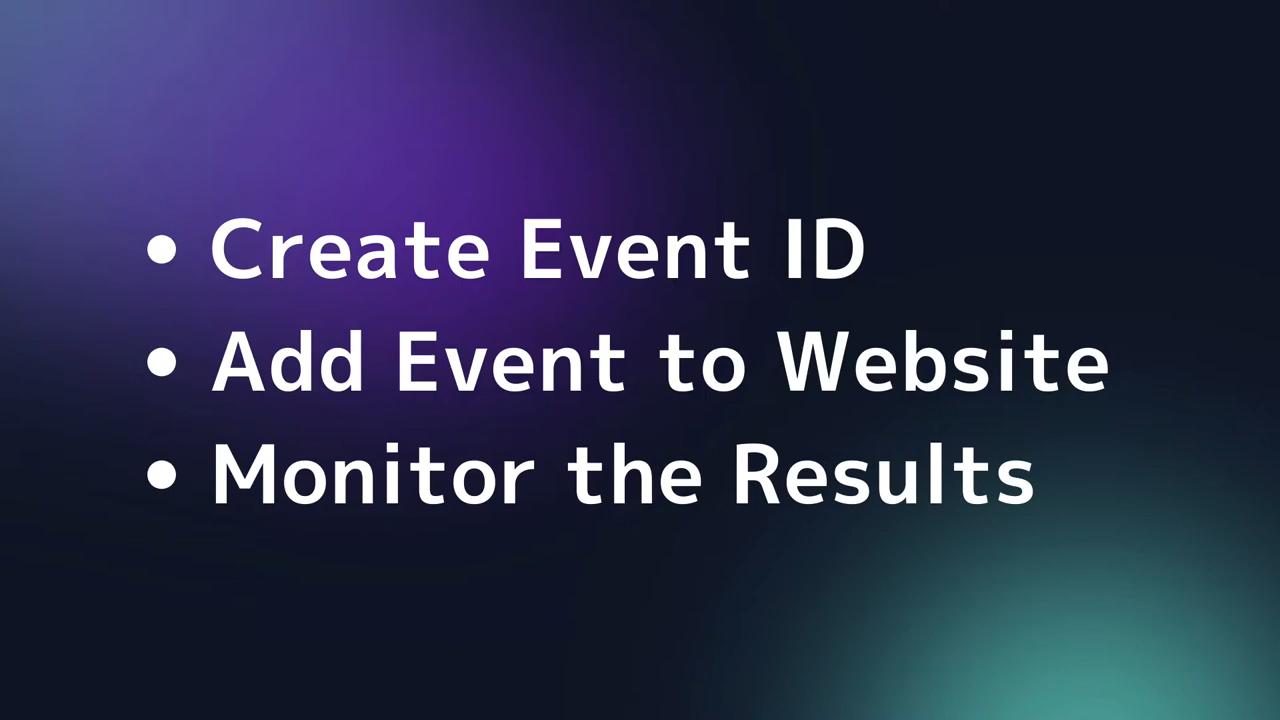 • Create Event ID
• Add Event to Website
• Monitor the Results